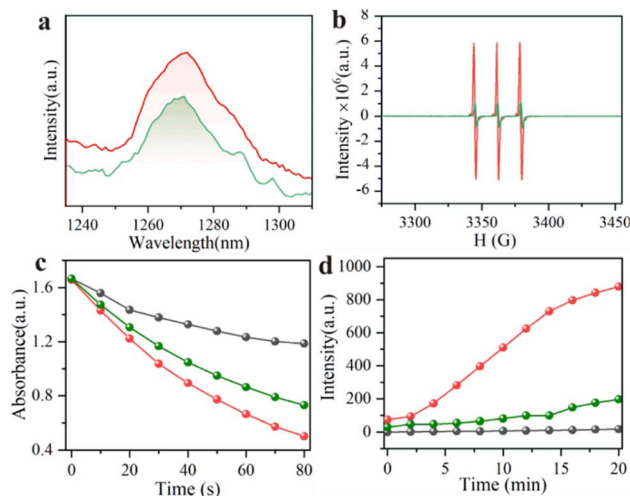 a
Intensity(a.u.)
1240 1260 1280 1300
Wavelength(nm)
b
Intensity ×10⁶(a.u.)
8
6
4
2
0
-2
-4
-6
3300 3350 3400 3450
H (G)
c
Absorbance(a.u.)
1.6
1.2
0.8
0.4
0 20 40 60 80
Time (s)
d
Intensity(a.u.)
1000
800
600
400
200
0
0 5 10 15 20
Time (min)